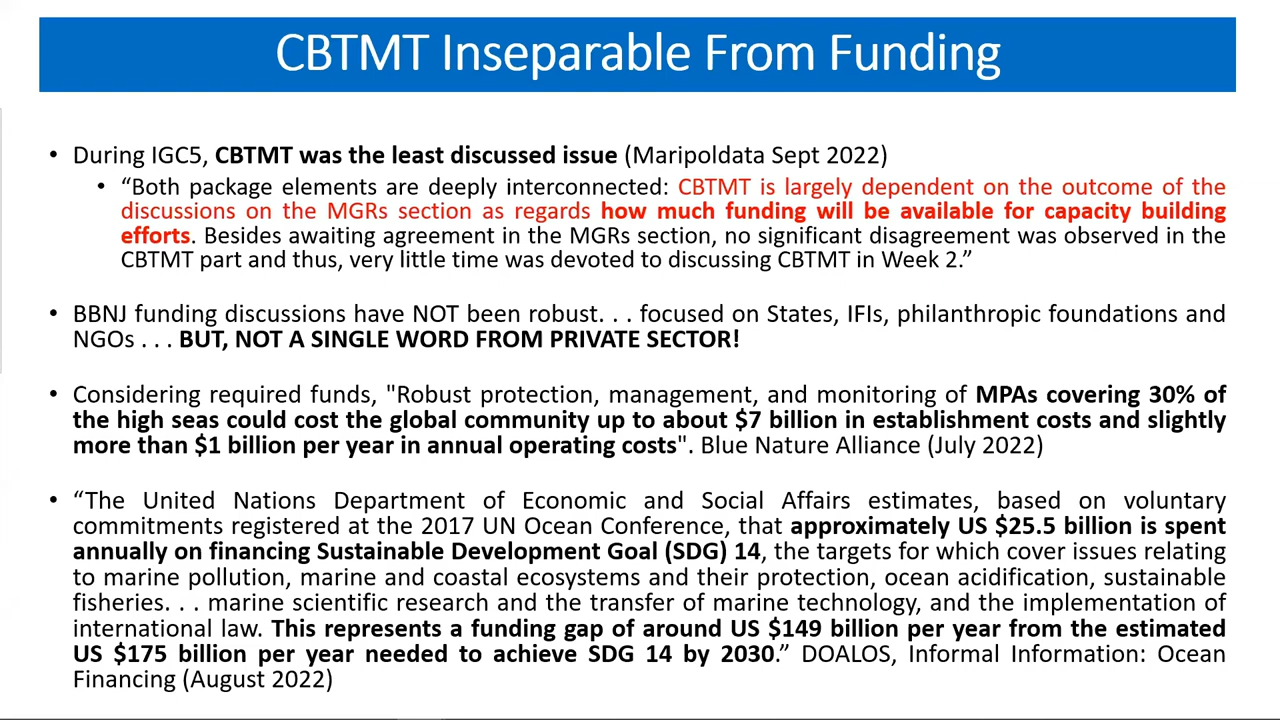 CBTMT Inseparable From Funding
• During IGC5, CBTMT was the least discussed issue (Maripoldata Sept 2022)
• “Both package elements are deeply interconnected: CBTMT is largely dependent on the outcome of the
discussions on the MGRs section as regards how much funding will be available for capacity building
efforts. Besides awaiting agreement in the MGRs section, no significant disagreement was observed in the
CBTMT part and thus, very little time was devoted to discussing CBTMT in Week 2.”
• BBNJ funding discussions have NOT been robust. . . focused on States, IFIs, philanthropic foundations and
NGOs . . . BUT, NOT A SINGLE WORD FROM PRIVATE SECTOR!
• Considering required funds, "Robust protection, management, and monitoring of MPAs covering 30% of
the high seas could cost the global community up to about $7 billion in establishment costs and slightly
more than $1 billion per year in annual operating costs". Blue Nature Alliance (July 2022)
• “The United Nations Department of Economic and Social Affairs estimates, based on voluntary
commitments registered at the 2017 UN Ocean Conference, that approximately US $25.5 billion is spent
annually on financing Sustainable Development Goal (SDG) 14, the targets for which cover issues relating
to marine pollution, marine and coastal ecosystems and their protection, ocean acidification, sustainable
fisheries. . . marine scientific research and the transfer of marine technology, and the implementation of
international law. This represents a funding gap of around US $149 billion per year from the estimated
US $175 billion per year needed to achieve SDG 14 by 2030.” DOALOS, Informal Information: Ocean
Financing (August 2022)